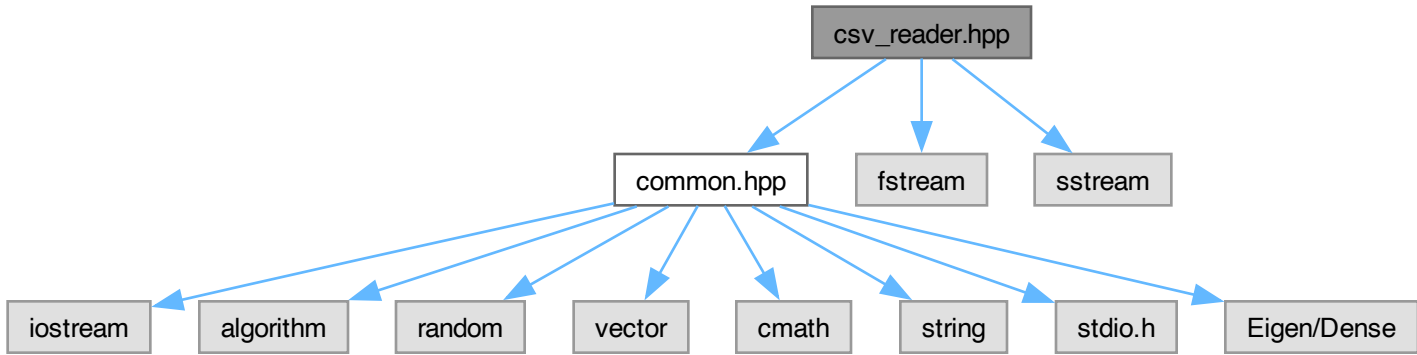 csv_reader.hpp
common.hpp
fstream
sstream
iostream
algorithm
random
vector
cmath
string
stdio.h
Eigen/Dense